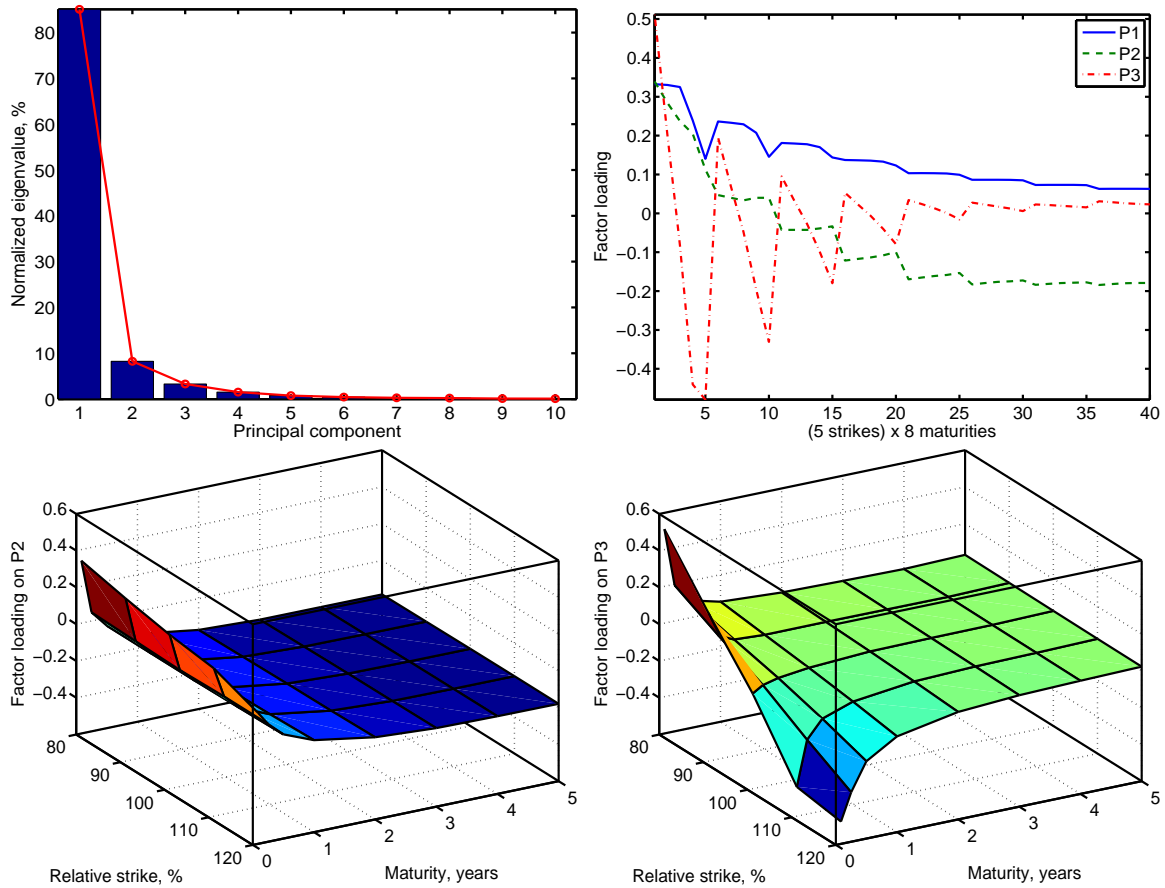 80
70
60
50
40
30
20
10
0
Normalized eigenvalue, %
1 2 3 4 5 6 7 8 9 10
Principal component
0.5
0.4
0.3
0.2
0.1
0
−0.1
−0.2
−0.3
−0.4
Factor loading
P1
P2
P3
5 10 15 20 25 30 35 40
(5 strikes) x 8 maturities
0.6
0.4
0.2
0
−0.2
−0.4
Factor loading on P2
80
90
100
110
120
Relative strike, %
0 1 2 3 4 5
Maturity, years
0.6
0.4
0.2
0
−0.2
−0.4
Factor loading on P3
80
90
100
110
120
Relative strike, %
0 1 2 3 4 5
Maturity, years